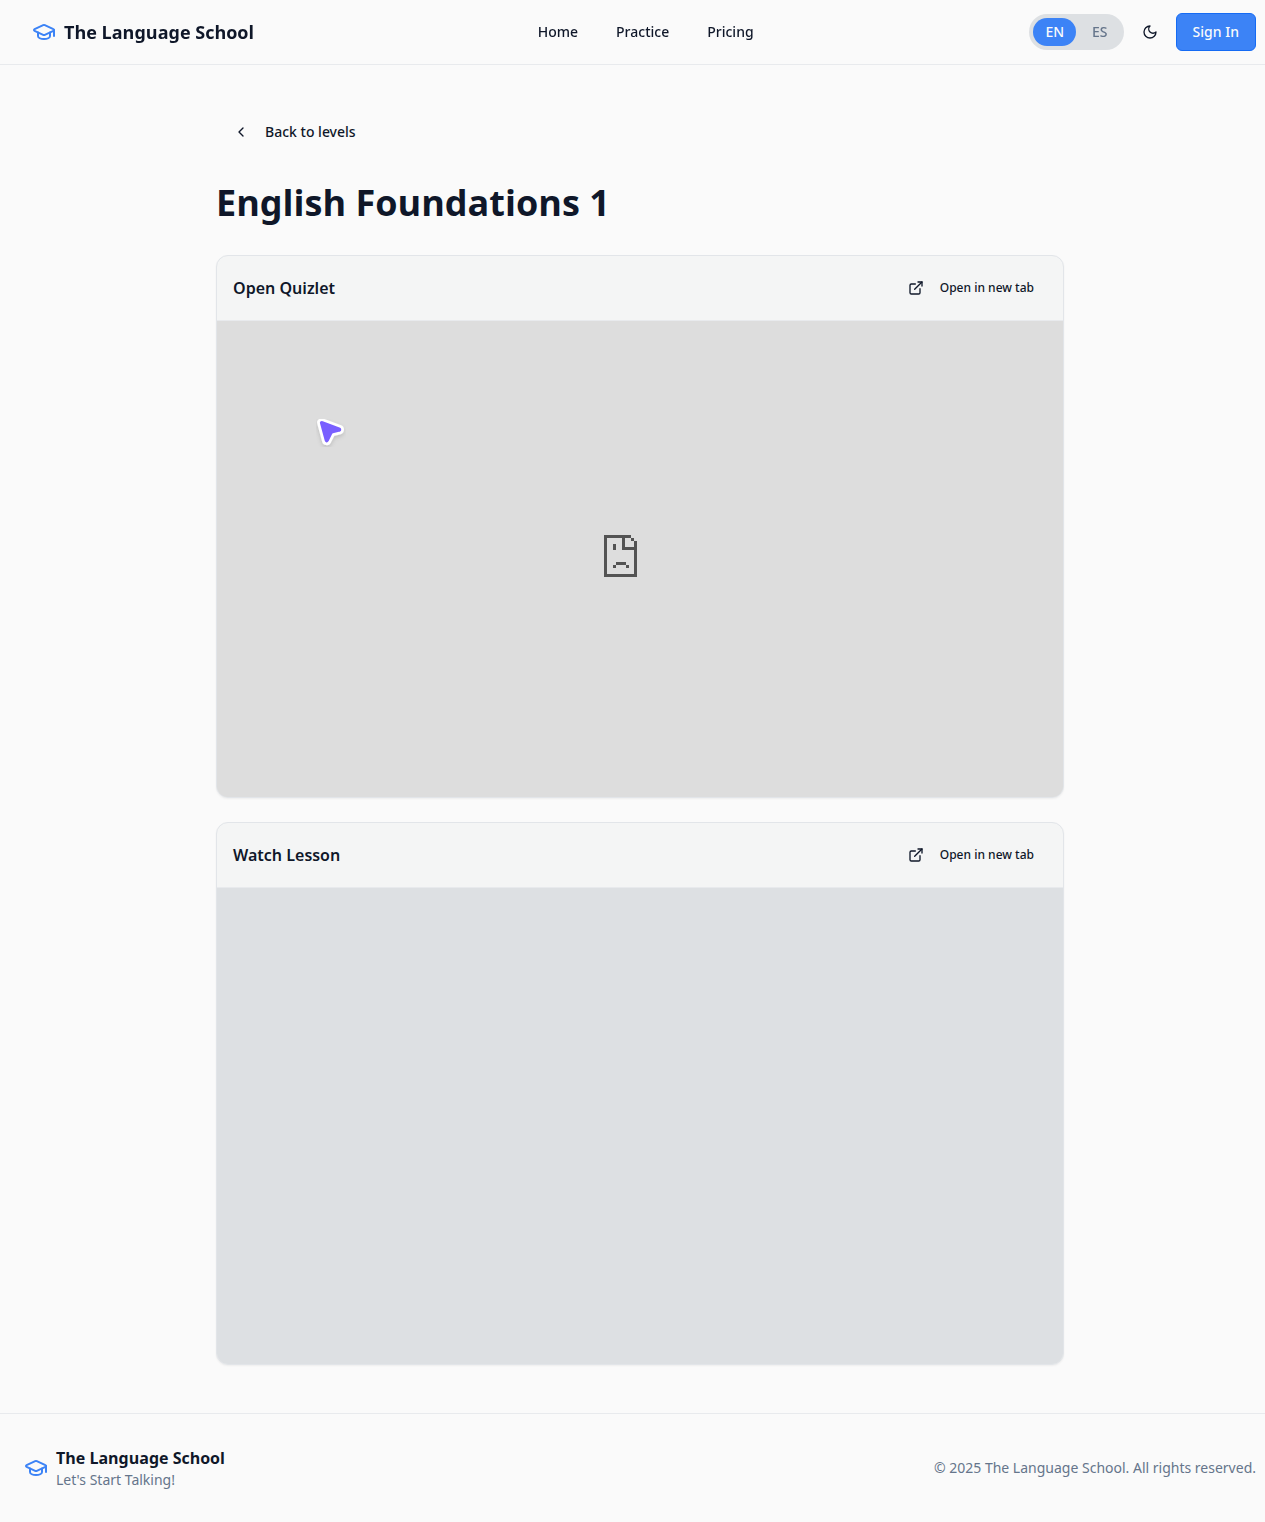 The Language School
Home
Practice
Pricing
EN
ES
Sign In
Back to levels
English Foundations 1
Open Quizlet
Open in new tab
Watch Lesson
Open in new tab
The Language School
Let's Start Talking!
© 2025 The Language School. All rights reserved.